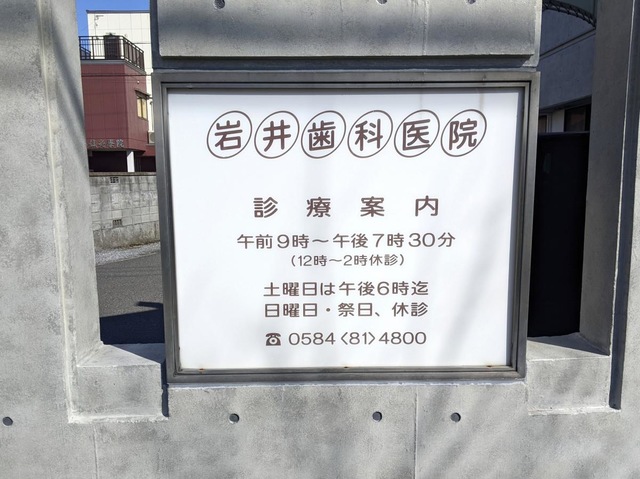 岩井歯科医院
診療案内
午前9時～午後7時30分
(12時～2時休診)
土曜日は午後6時迄
日曜日・祭日、休診
☎ 0584〈81〉4800